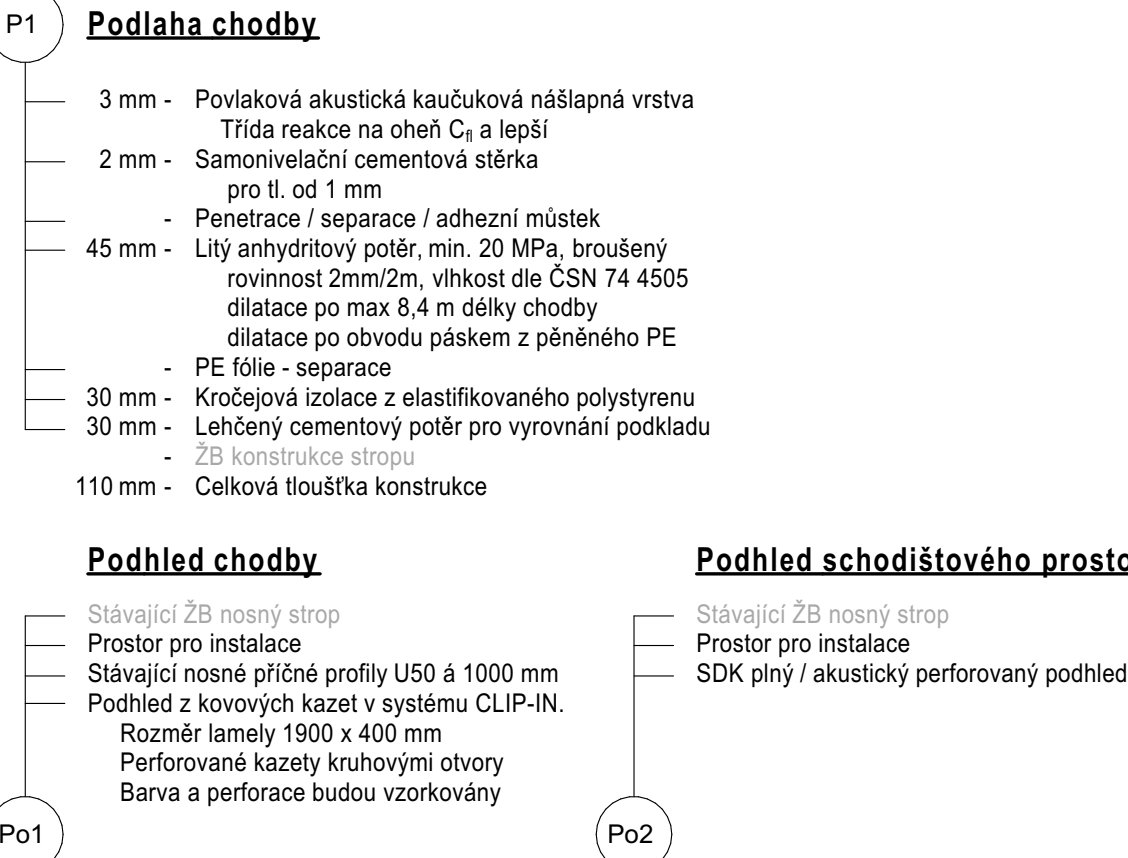 P1 Podlaha chodby
3 mm - Povlaková akustická kaučuková nášlapná vrstva
Třída reakce na oheň Cfl a lepší
2 mm - Samonivelační cementová stěrka
pro tl. od 1 mm
- Penetrace / separace / adhezní můstek
45 mm - Litý anhydritový potěr, min. 20 MPa, broušený
rovinnost 2mm/2m, vlhkost dle ČSN 74 4505
dilatace po max 8,4 m délky chodby
dilatace po obvodu páskem z pěněného PE
- PE fólie - separace
30 mm - Kročejová izolace z elastifikovaného polystyrenu
30 mm - Lehčený cementový potěr pro vyrovnání podkladu
- ŽB konstrukce stropu
110 mm - Celková tloušťka konstrukce
Podhled chodby
Stávající ŽB nosný strop
Prostor pro instalace
Stávající nosné příčné profily U50 á 1000 mm
Podhled z kovových kazet v systému CLIP-IN.
Rozměr lamely 1900 x 400 mm
Perforované kazety kruhovými otvory
Barva a perforace budou vzorkovány
Po1
Podhled schodištového
Stávající ŽB nosný strop
Prostor pro instalace
SDK plný / akustický perforovaný podhled
Po2